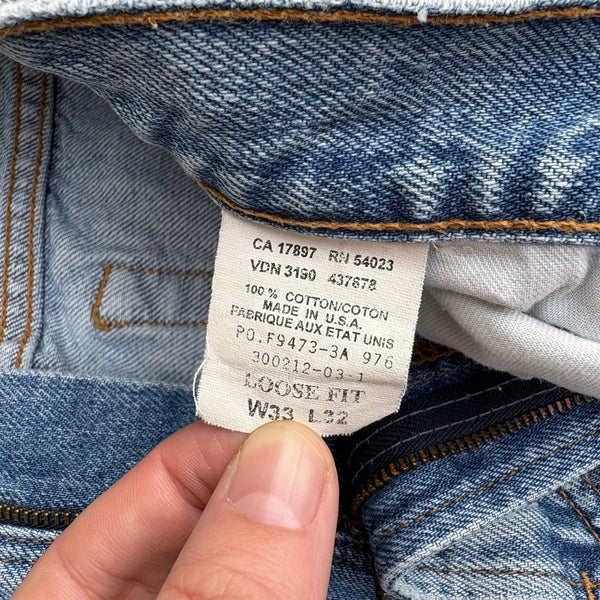 CA 17897 RN 54023
VDN 3190 437678
100% COTTON/COTON
MADE IN U.S.A.
FABRIQUE AUX ETAT UNIS
PO.F9473-3A 976
300212-03-1
LOOSE FIT
W33 L32